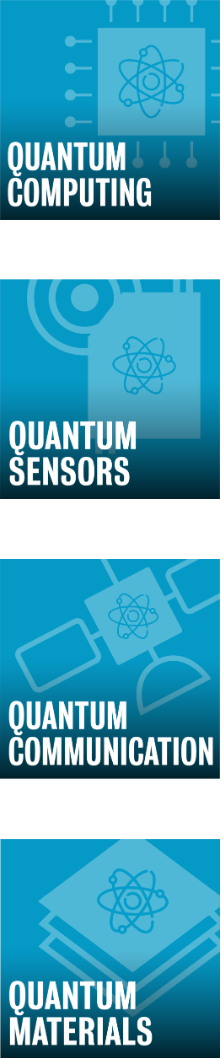 QUANTUM
COMPUTING
QUANTUM
SENSORS
QUANTUM
COMMUNICATION
QUANTUM
MATERIALS